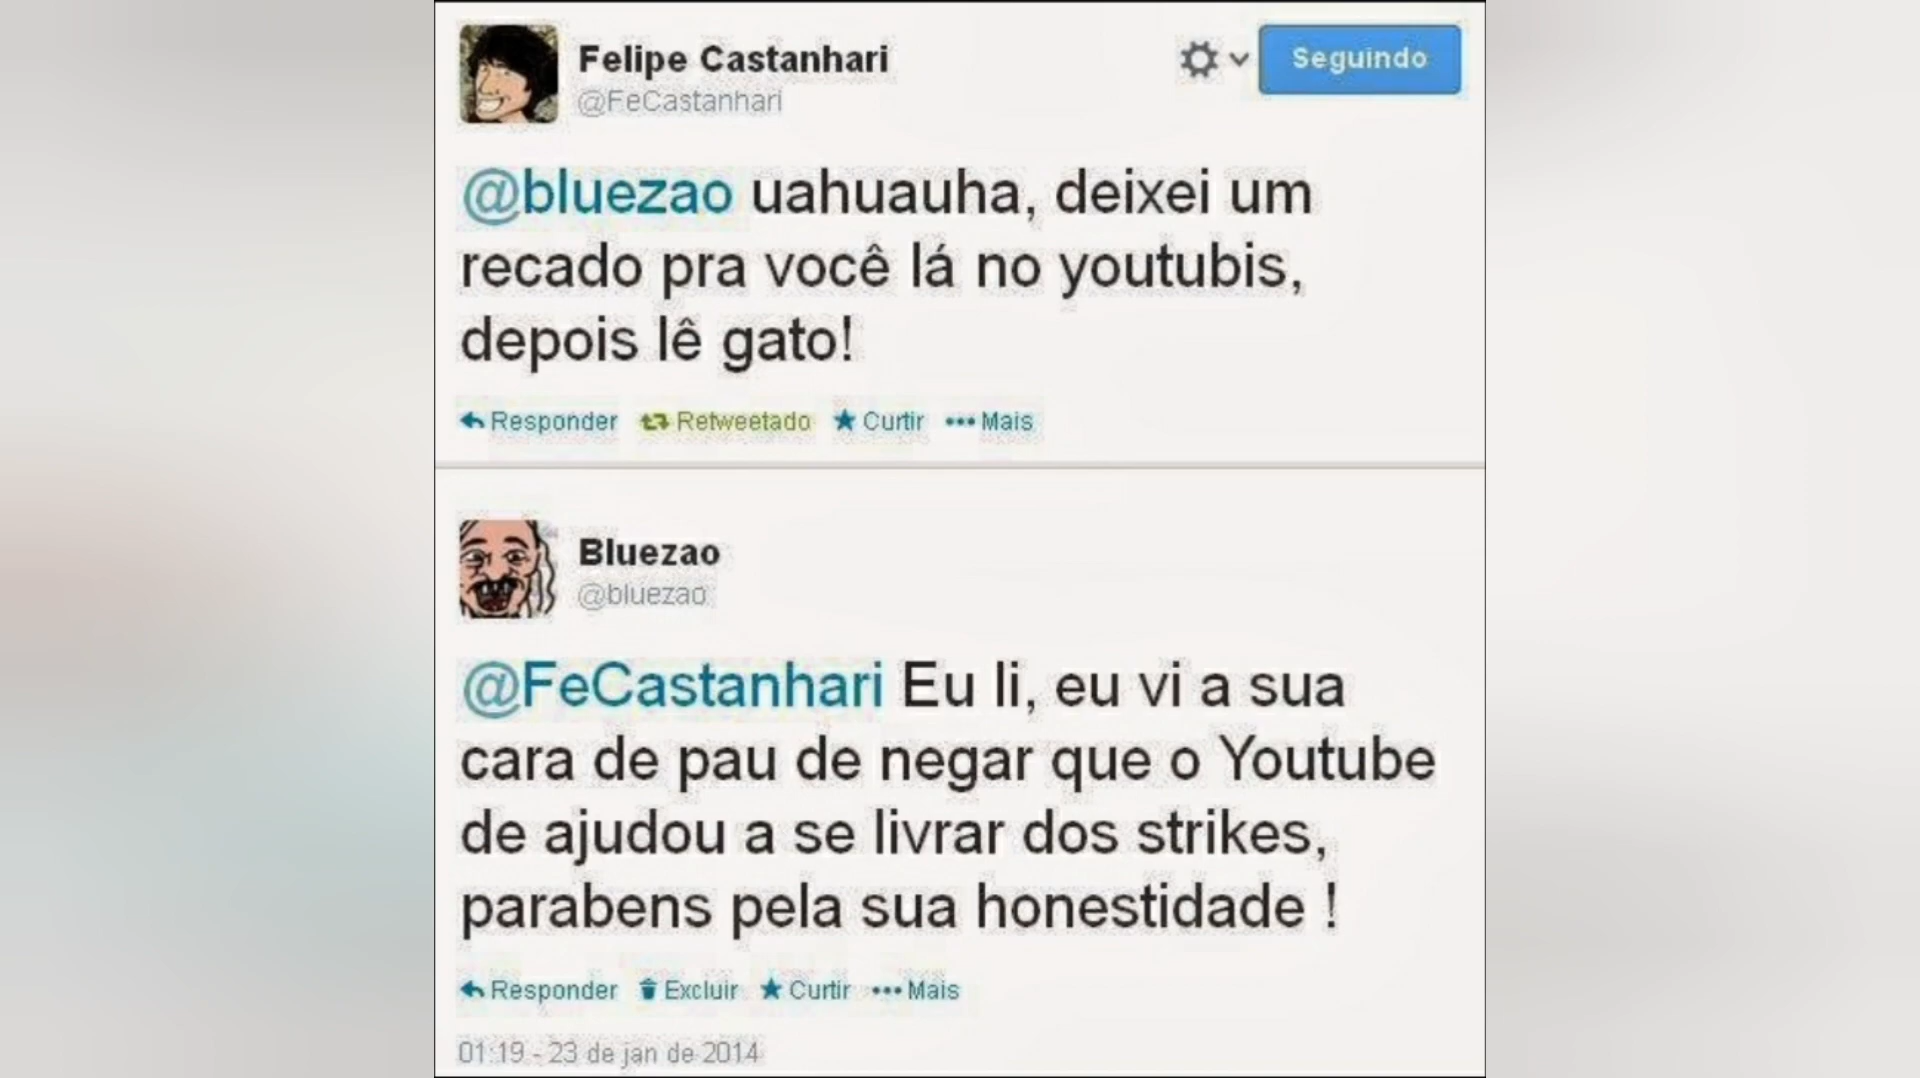 Felipe Castanhari
@FeCastanhari
Seguindo
@bluezao uahuauha, deixei um
recado pra você lá no youtubis,
depois lê gato!
Responder Retweetado Curtir Mais
Bluezao
@bluezao
@FeCastanhari Eu li, eu vi a sua
cara de pau de negar que o Youtube
de ajudou a se livrar dos strikes,
parabens pela sua honestidade !
Responder Excluir Curtir Mais
01:19 - 23 de jan de 2014